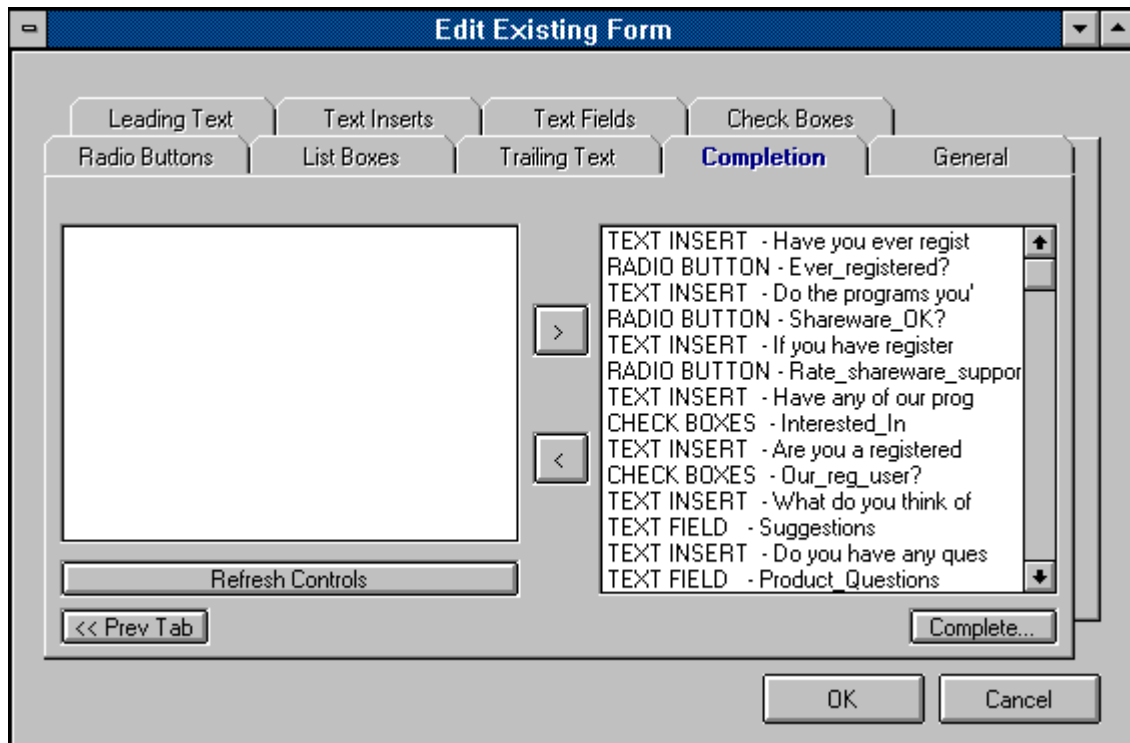 Edit Existing Form
Leading Text Text Inserts Text Fields Check Boxes
Radio Buttons List Boxes Trailing Text Completion General
TEXT INSERT - Have you ever regist
RADIO BUTTON - Ever_registered?
TEXT INSERT - Do the programs you'
RADIO BUTTON - Shareware_OK?
TEXT INSERT - If you have register
RADIO BUTTON - Rate_shareware_suppor
TEXT INSERT - Have any of our prog
CHECK BOXES - Interested_In
TEXT INSERT - Are you a registered
CHECK BOXES - Our_reg_user?
TEXT INSERT - What do you think of
TEXT FIELD - Suggestions
TEXT INSERT - Do you have any ques
TEXT FIELD - Product_Questions
>
<
Refresh Controls
<< Prev Tab Complete...
OK Cancel